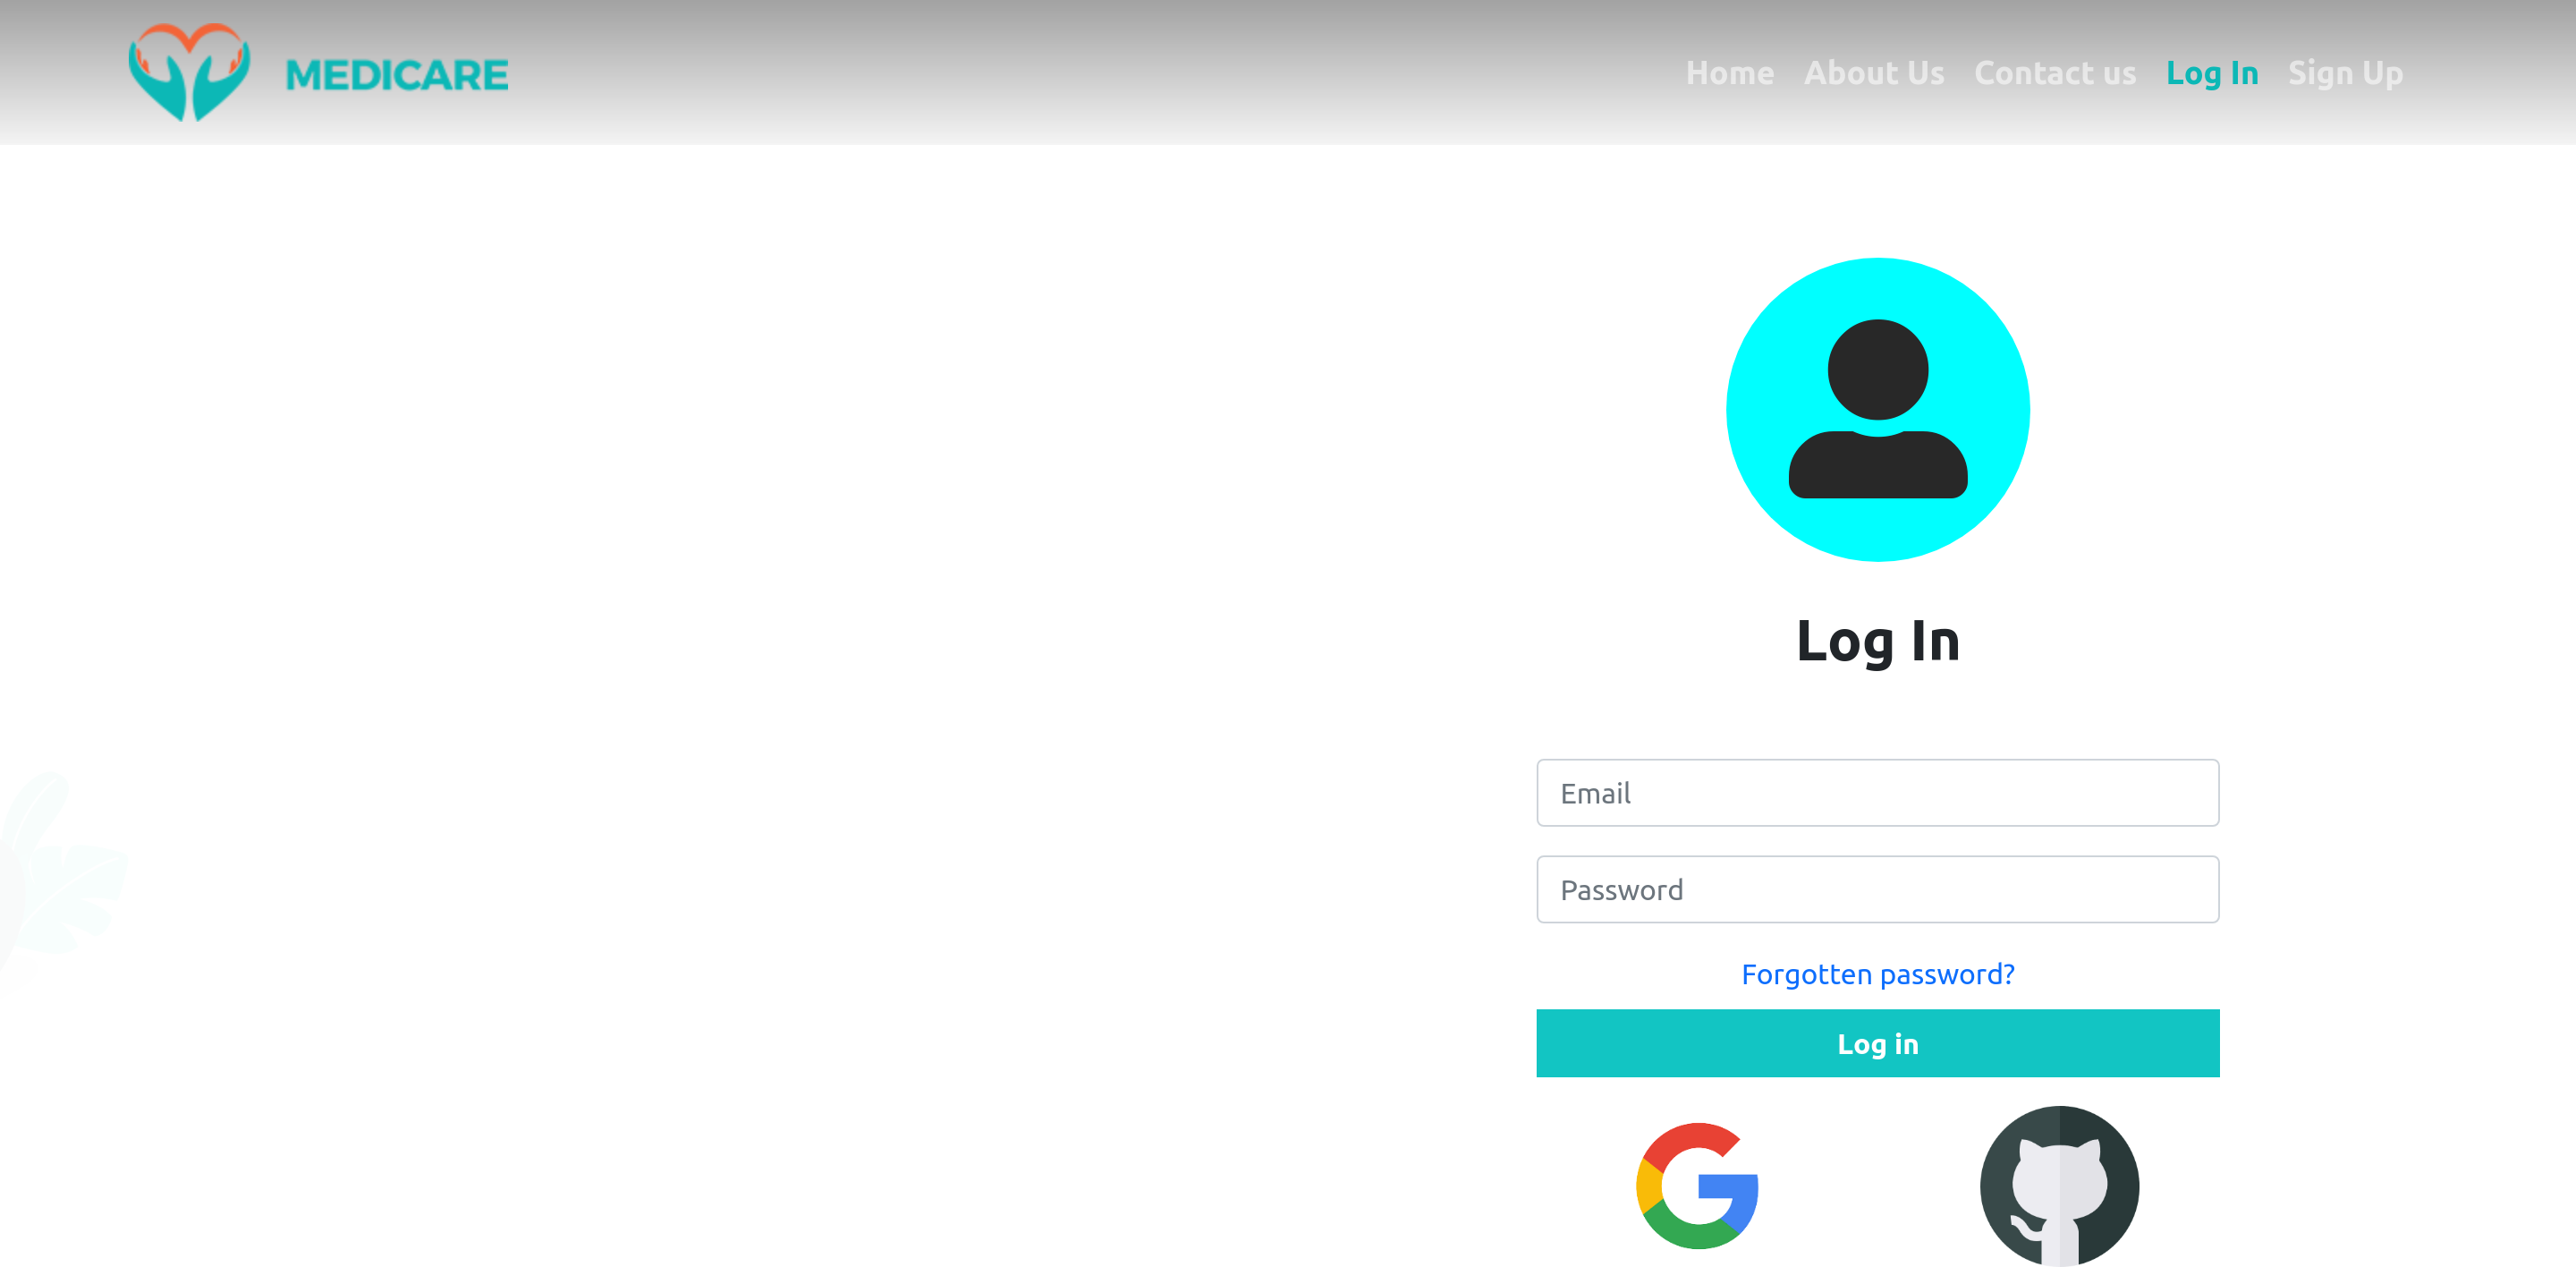 MEDICARE
Home About Us Contact us Log In Sign Up
Log In
Email
Password
Forgotten password?
Log in